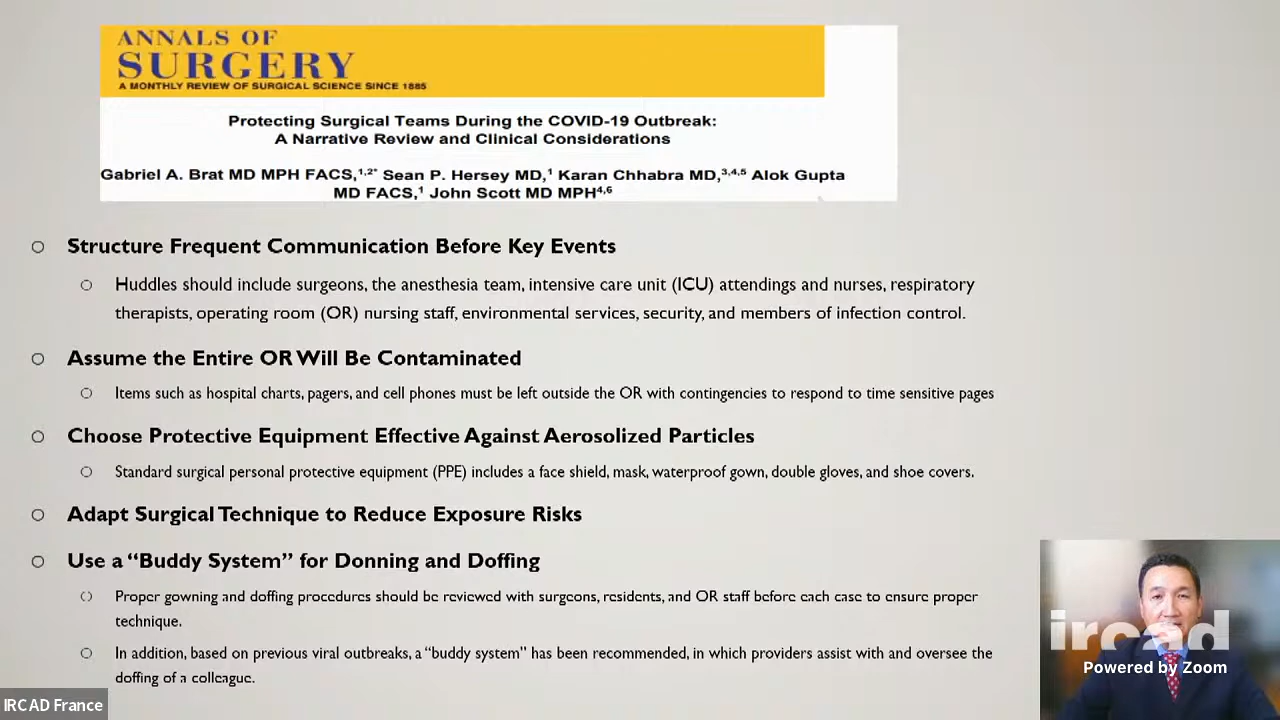 ANNALS OF
SURGERY
A MONTHLY REVIEW OF SURGICAL SCIENCE SINCE 1885
Protecting Surgical Teams During the COVID-19 Outbreak:
A Narrative Review and Clinical Considerations
Gabriel A. Brat MD MPH FACS,1,2* Sean P. Hersey MD,1 Karan Chhabra MD,3,4,5 Alok Gupta
MD FACS,1 John Scott MD MPH4,6
Structure Frequent Communication Before Key Events
Huddles should include surgeons, the anesthesia team, intensive care unit (ICU) attendings and nurses, respiratory
therapists, operating room (OR) nursing staff, environmental services, security, and members of infection control.
Assume the Entire OR Will Be Contaminated
Items such as hospital charts, pagers, and cell phones must be left outside the OR with contingencies to respond to time sensitive pages
Choose Protective Equipment Effective Against Aerosolized Particles
Standard surgical personal protective equipment (PPE) includes a face shield, mask, waterproof gown, double gloves, and shoe covers.
Adapt Surgical Technique to Reduce Exposure Risks
Use a “Buddy System” for Donning and Doffing
Proper gowning and doffing procedures should be reviewed with surgeons, residents, and OR staff before each case to ensure proper
technique.
In addition, based on previous viral outbreaks, a “buddy system” has been recommended, in which providers assist with and oversee the
doffing of a colleague.
ircad
Powered by Zoom
IRCAD France